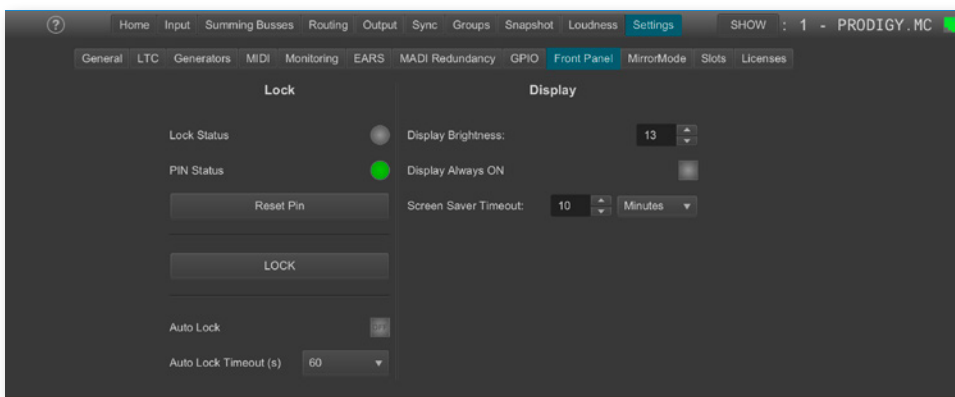 ? Home Input Summing Busses Routing Output Sync Groups Snapshot Loudness Settings SHOW : 1 - PRODIGY.MC
General LTC Generators MIDI Monitoring EARS MADI Redundancy GPIO Front Panel MirrorMode Slots Licenses
Lock
Lock Status
PIN Status
Reset Pin
LOCK
Auto Lock OFF
Auto Lock Timeout (s) 60
Display
Display Brightness: 13
Display Always ON
Screen Saver Timeout: 10 Minutes